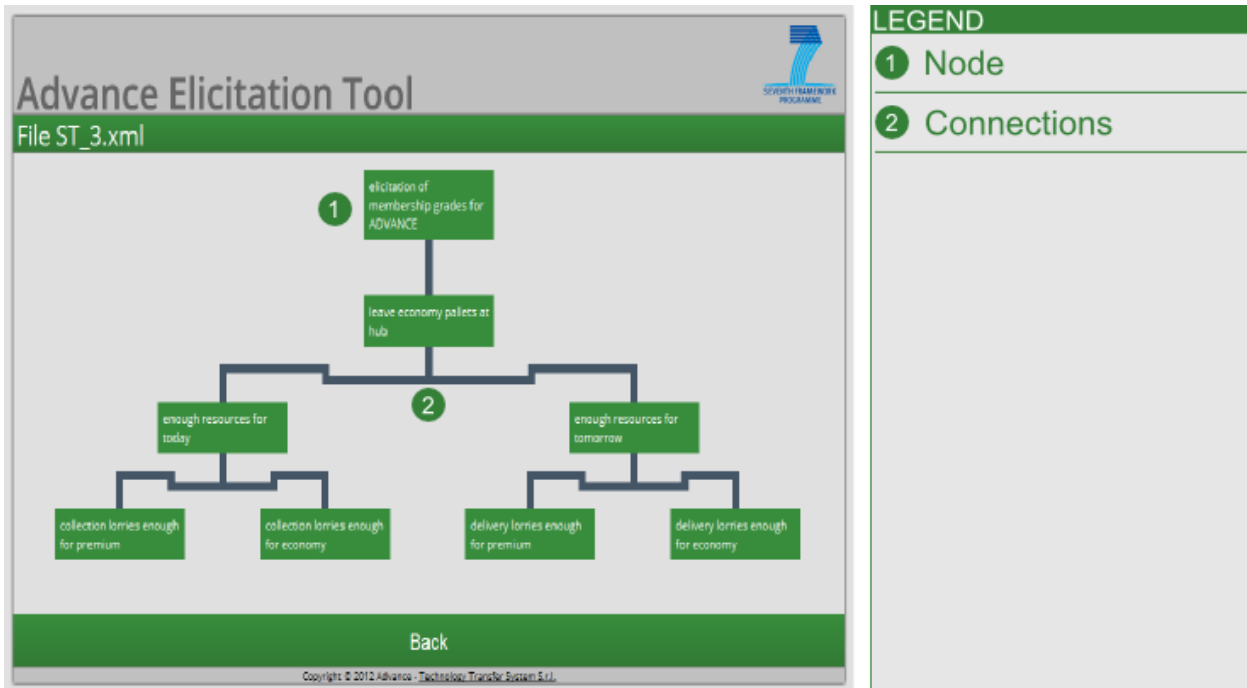 Advance Elicitation Tool
SEVENTH FRAMEWORK
PROGRAMME
File ST_3.xml
1
elicitation of
membership grades for
ADVANCE
leave economy pallets at
hub
2
enough resources for
today
enough resources for
tomorrow
collection lorries enough
for premium
collection lorries enough
for economy
delivery lorries enough
for premium
delivery lorries enough
for economy
Back
Copyright © 2012 Advance - Technology Transfer System S.r.l.
LEGEND
1 Node
2 Connections